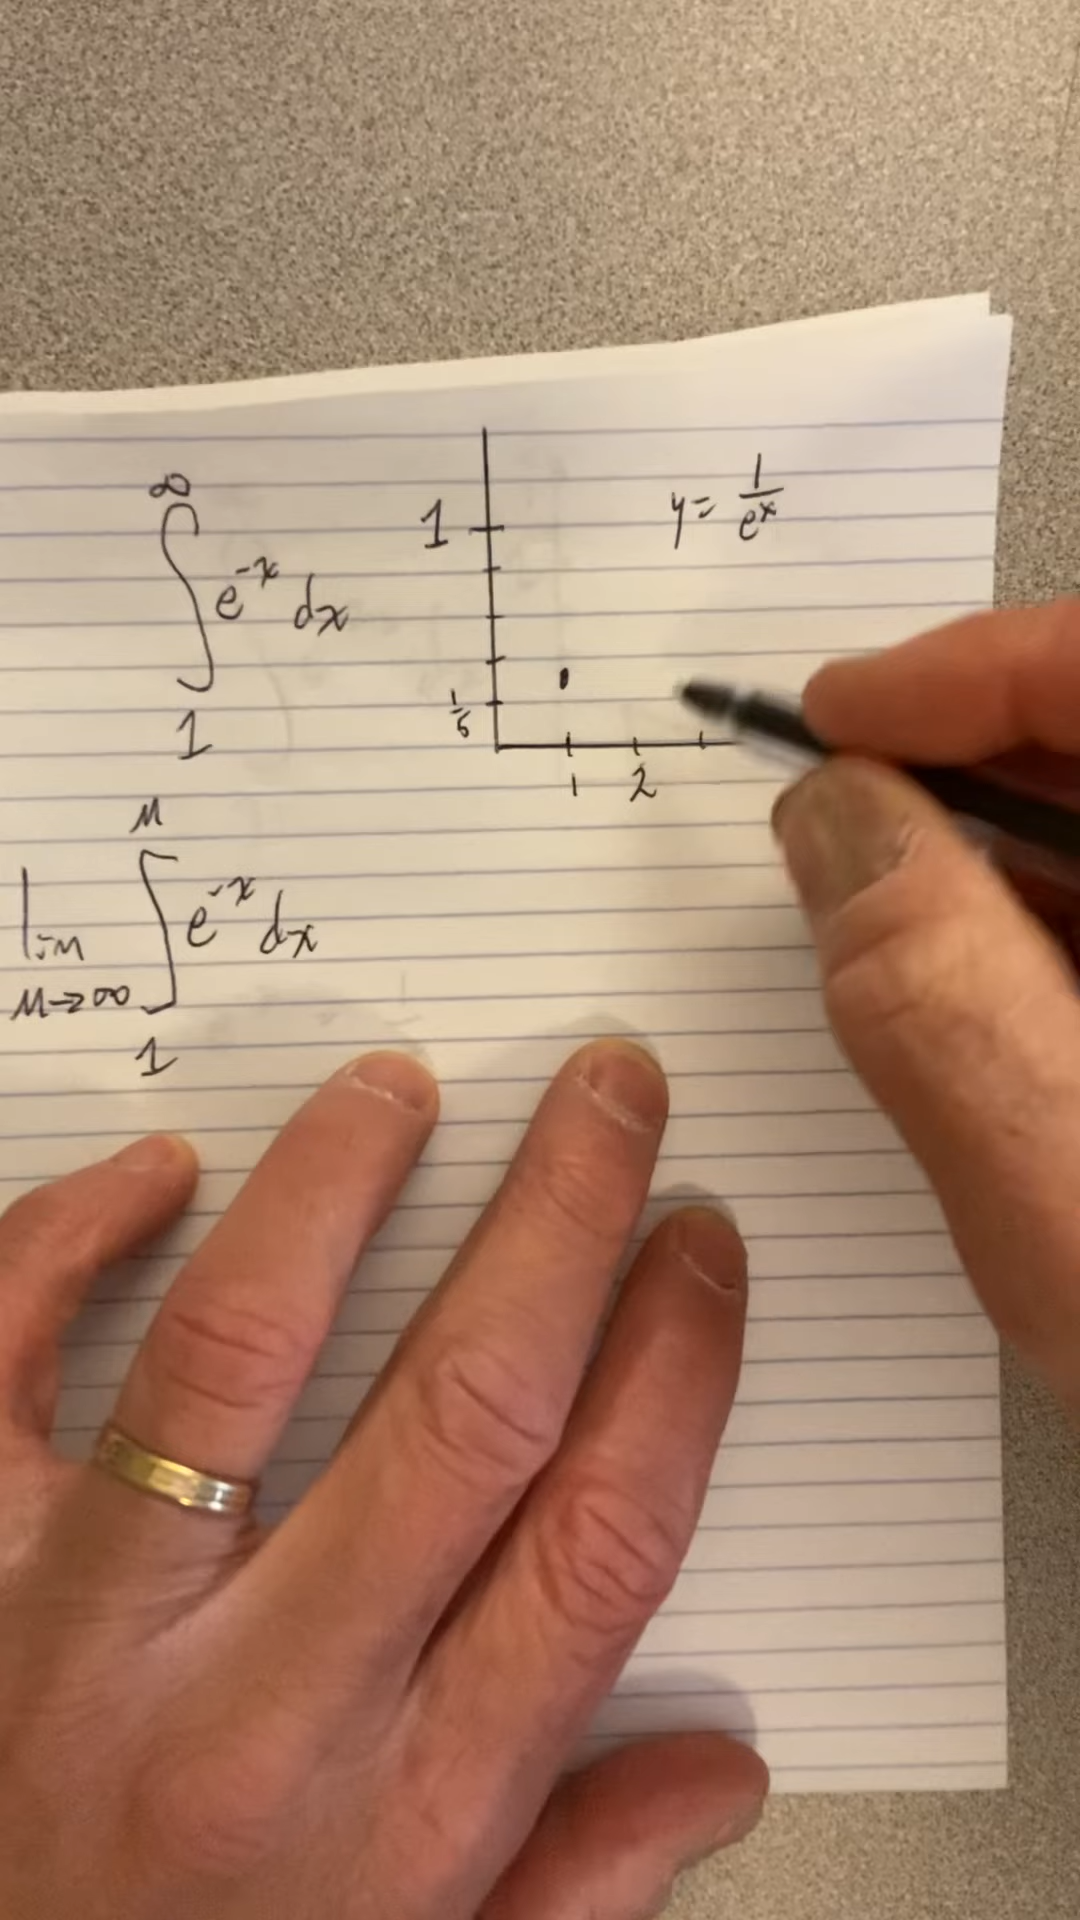 ∞
∫ e^{-x} dx
1
1
y = 1/e^x
1/5
1 2
M
lim ∫ e^{-x} dx
M→∞
1